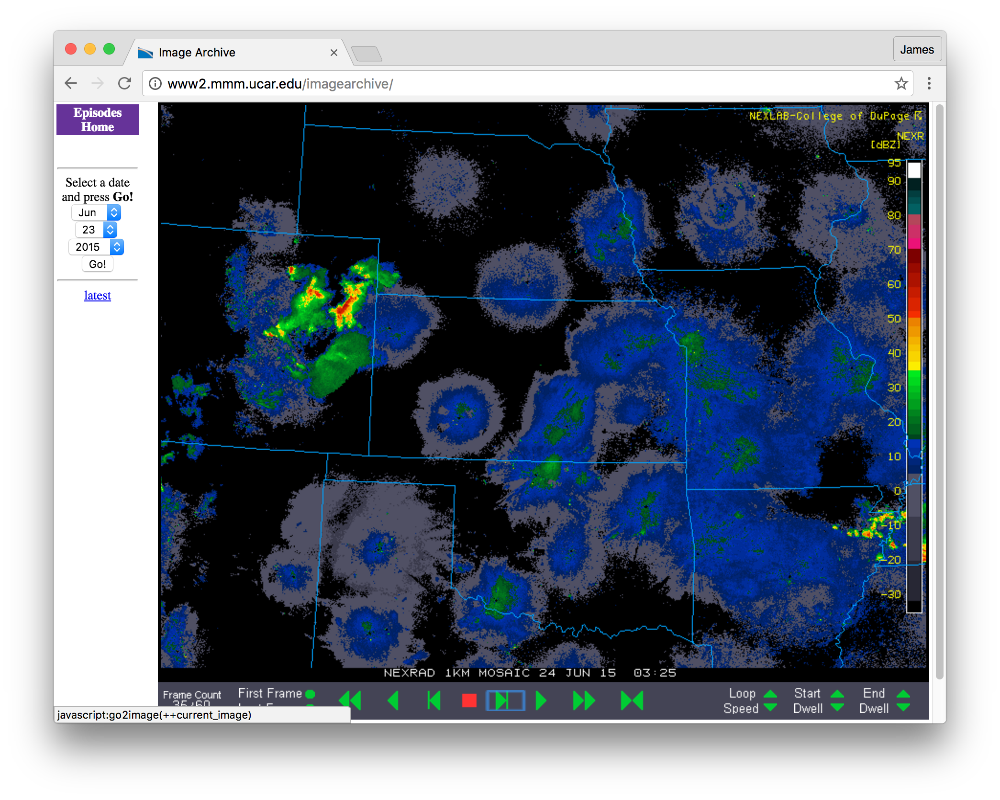 Image Archive
James
www2.mmm.ucar.edu/imagearchive/
Episodes
Home
Select a date
and press Go!
Jun
23
2015
Go!
latest
NEXLAB-College of DuPage
NEXR
[dBZ]
95
90
80
70
60
50
40
30
20
10
0
-10
-20
-30
NEXRAD 1KM MOSAIC 24 JUN 15 03:25
Frame Count
35/60
First Frame
Last Frame
Loop
Speed
Start
Dwell
End
Dwell
javascript:go2image(++current_image)